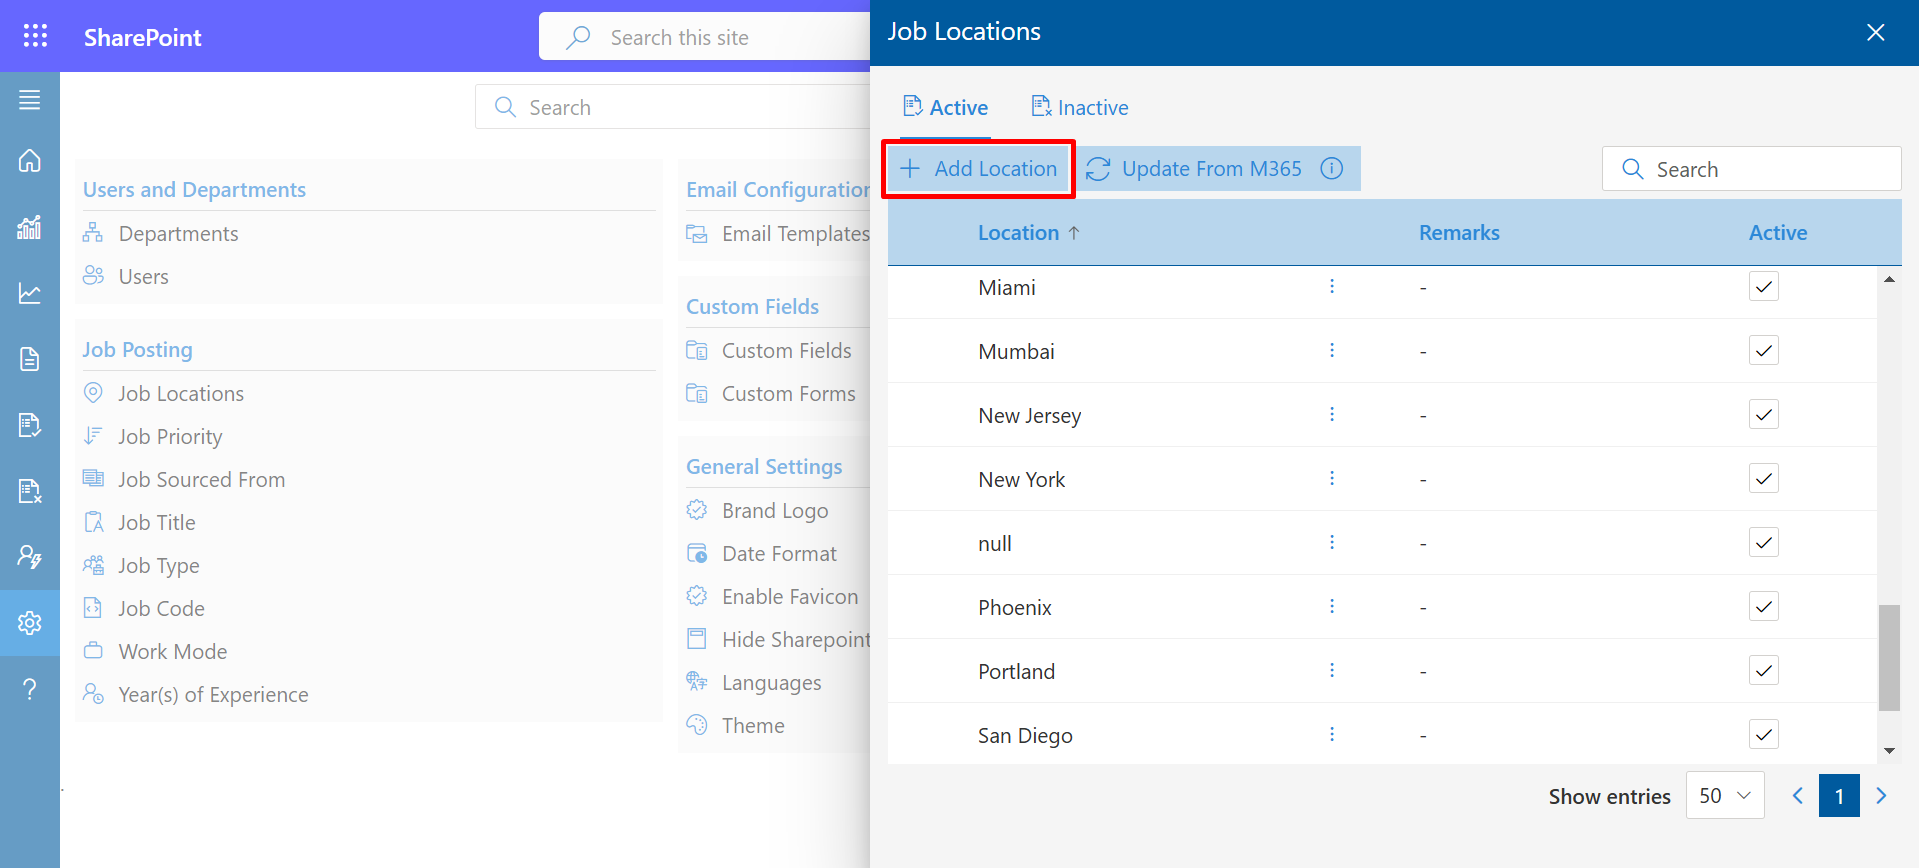 SharePoint
Search this site
Search
Users and Departments
Departments
Users
Job Posting
Job Locations
Job Priority
Job Sourced From
Job Title
Job Type
Job Code
Work Mode
Year(s) of Experience
Email Configuration
Email Templates
Custom Fields
Custom Fields
Custom Forms
General Settings
Brand Logo
Date Format
Enable Favicon
Hide Sharepoint
Languages
Theme
Job Locations
Active
Inactive
Add Location
Update From M365
Search
Location ↑ Remarks Active
Miami -
Mumbai -
New Jersey -
New York -
null -
Phoenix -
Portland -
San Diego -
Show entries 50 1